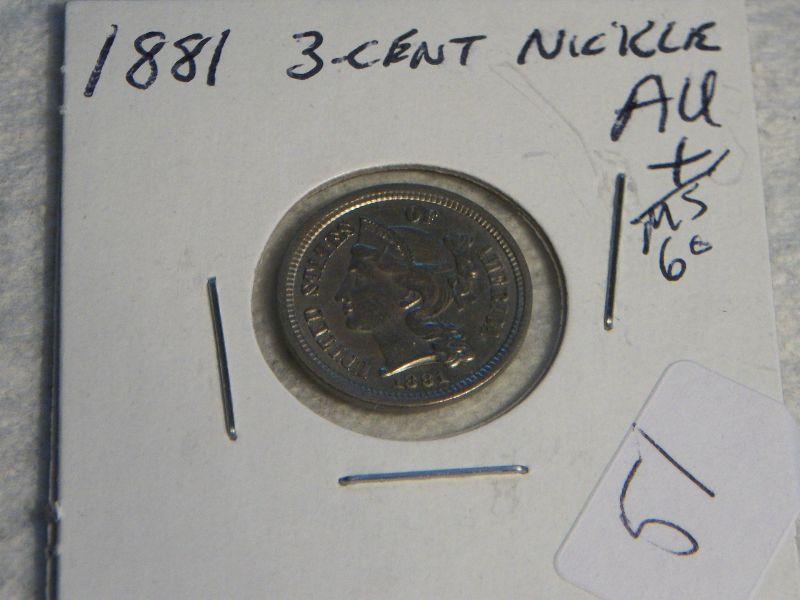 1881 3-CENT NICKLE
AU
+/
MS
60
UNITED STATES OF AMERICA
1881
51